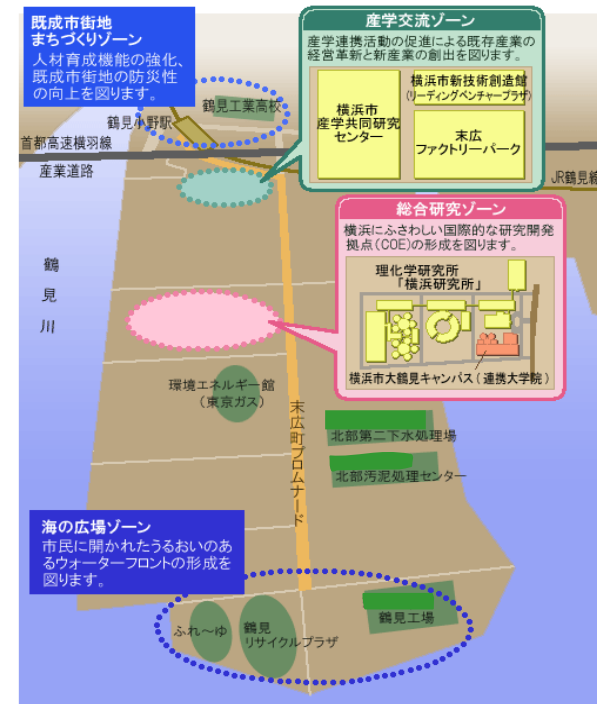 既成市街地
まちづくりゾーン
人材育成機能の強化、
既成市街地の防災性
の向上を図ります。
産学交流ゾーン
産学連携活動の促進による既存産業の
経営革新と新産業の創出を図ります。
横浜市
産学共同研究
センター
横浜市新技術創造館
(リーディングベンチャープラザ)
末広
ファクトリーパーク
鶴見工業高校
鶴見小野駅
首都高速横羽線
産業道路
JR鶴見線
総合研究ゾーン
横浜にふさわしい国際的な研究開発
拠点(COE)の形成を図ります。
理化学研究所
「横浜研究所」
横浜市大鶴見キャンパス(連携大学院)
鶴見川
環境エネルギー館
(東京ガス)
末広町プロムナード
北部第二下水処理場
北部汚泥処理センター
海の広場ゾーン
市民に開かれたうるおいのあ
るウォーターフロントの形成を
図ります。
ふれ〜ゆ
鶴見
リサイクルプラザ
鶴見工場